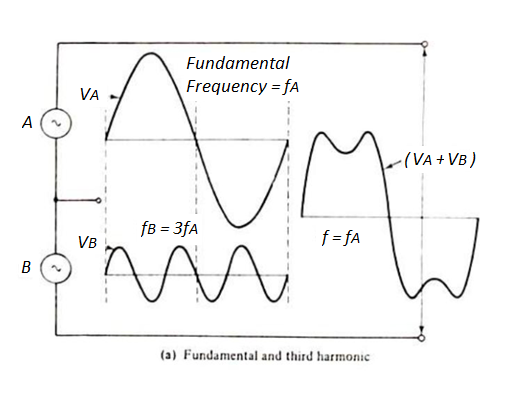 Fundamental
Frequency = fA
VA
A
(VA + VB)
fB = 3fA
VB
f = fA
B
(a) Fundamental and third harmonic